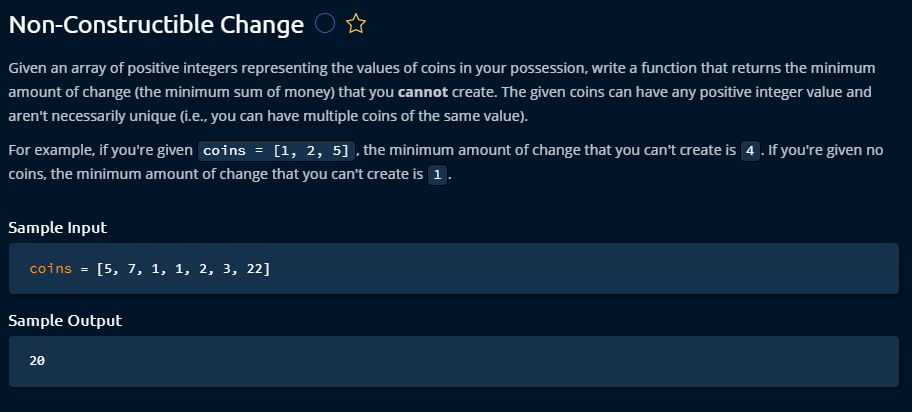 Non-Constructible Change
Given an array of positive integers representing the values of coins in your possession, write a function that returns the minimum
amount of change (the minimum sum of money) that you cannot create. The given coins can have any positive integer value and
aren't necessarily unique (i.e., you can have multiple coins of the same value).
For example, if you're given coins = [1, 2, 5] , the minimum amount of change that you can't create is 4 . If you're given no
coins, the minimum amount of change that you can't create is 1 .
Sample Input
coins = [5, 7, 1, 1, 2, 3, 22]
Sample Output
20